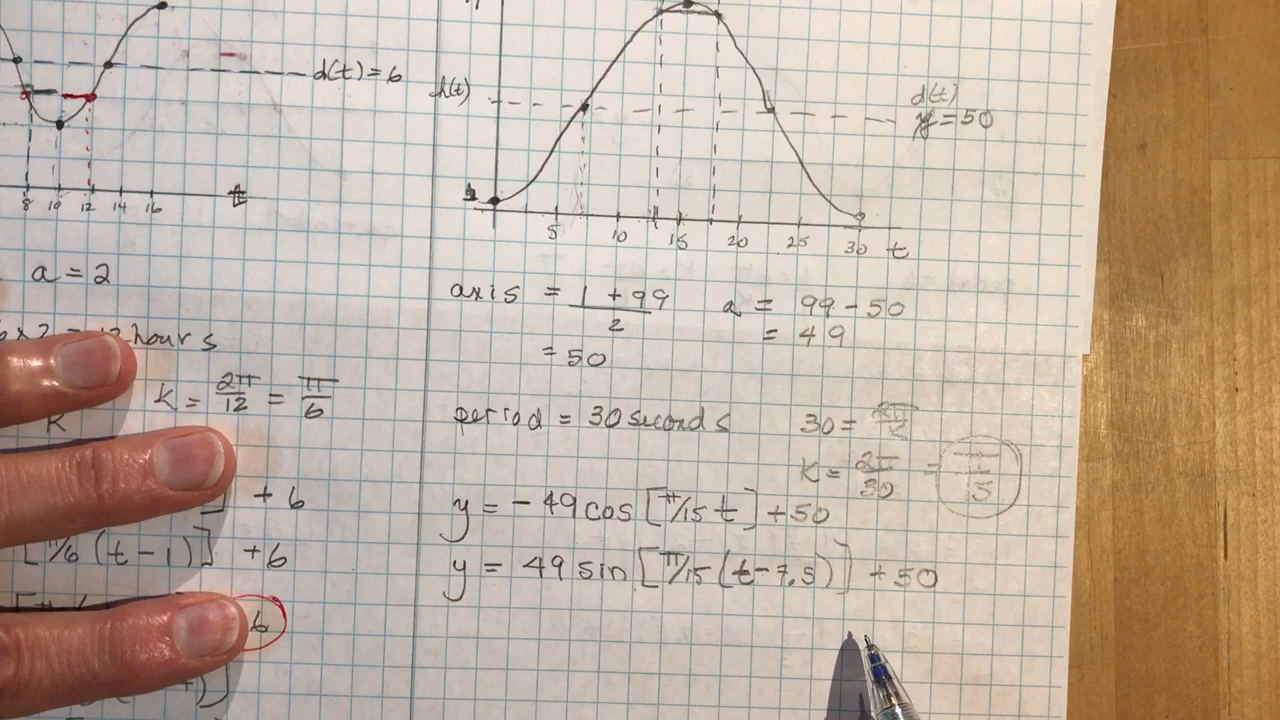 d(t) = 6
8 10 12 14 16 t
a = 2
hours
K = 2π/12 = π/6
K
] + 6
[π/6 (t - 1)] + 6
6
h(t)
d(t)
y = 50
5 10 15 20 25 30 t
axis = 1 + 99 / 2
= 50
a = 99 - 50
= 49
period = 30 seconds
30 = 2π/K
K = 2π/30 = π/15
y = -49 cos [π/15 t] + 50
y = 49 sin [π/15 (t - 7.5)] + 50